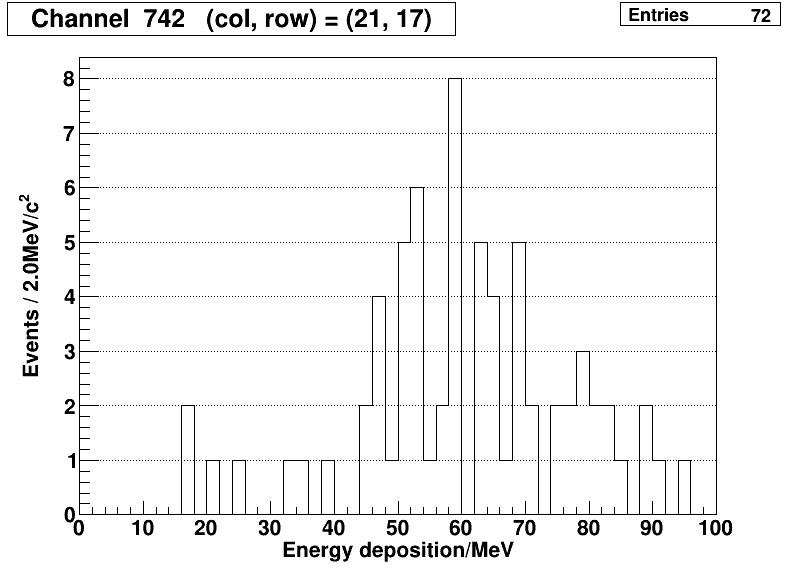 Channel  742   (col, row) = (21, 17)
Entries 72
8
7
6
5
4
3
2
1
0
Events / 2.0MeV/c²
0 10 20 30 40 50 60 70 80 90 100
Energy deposition/MeV